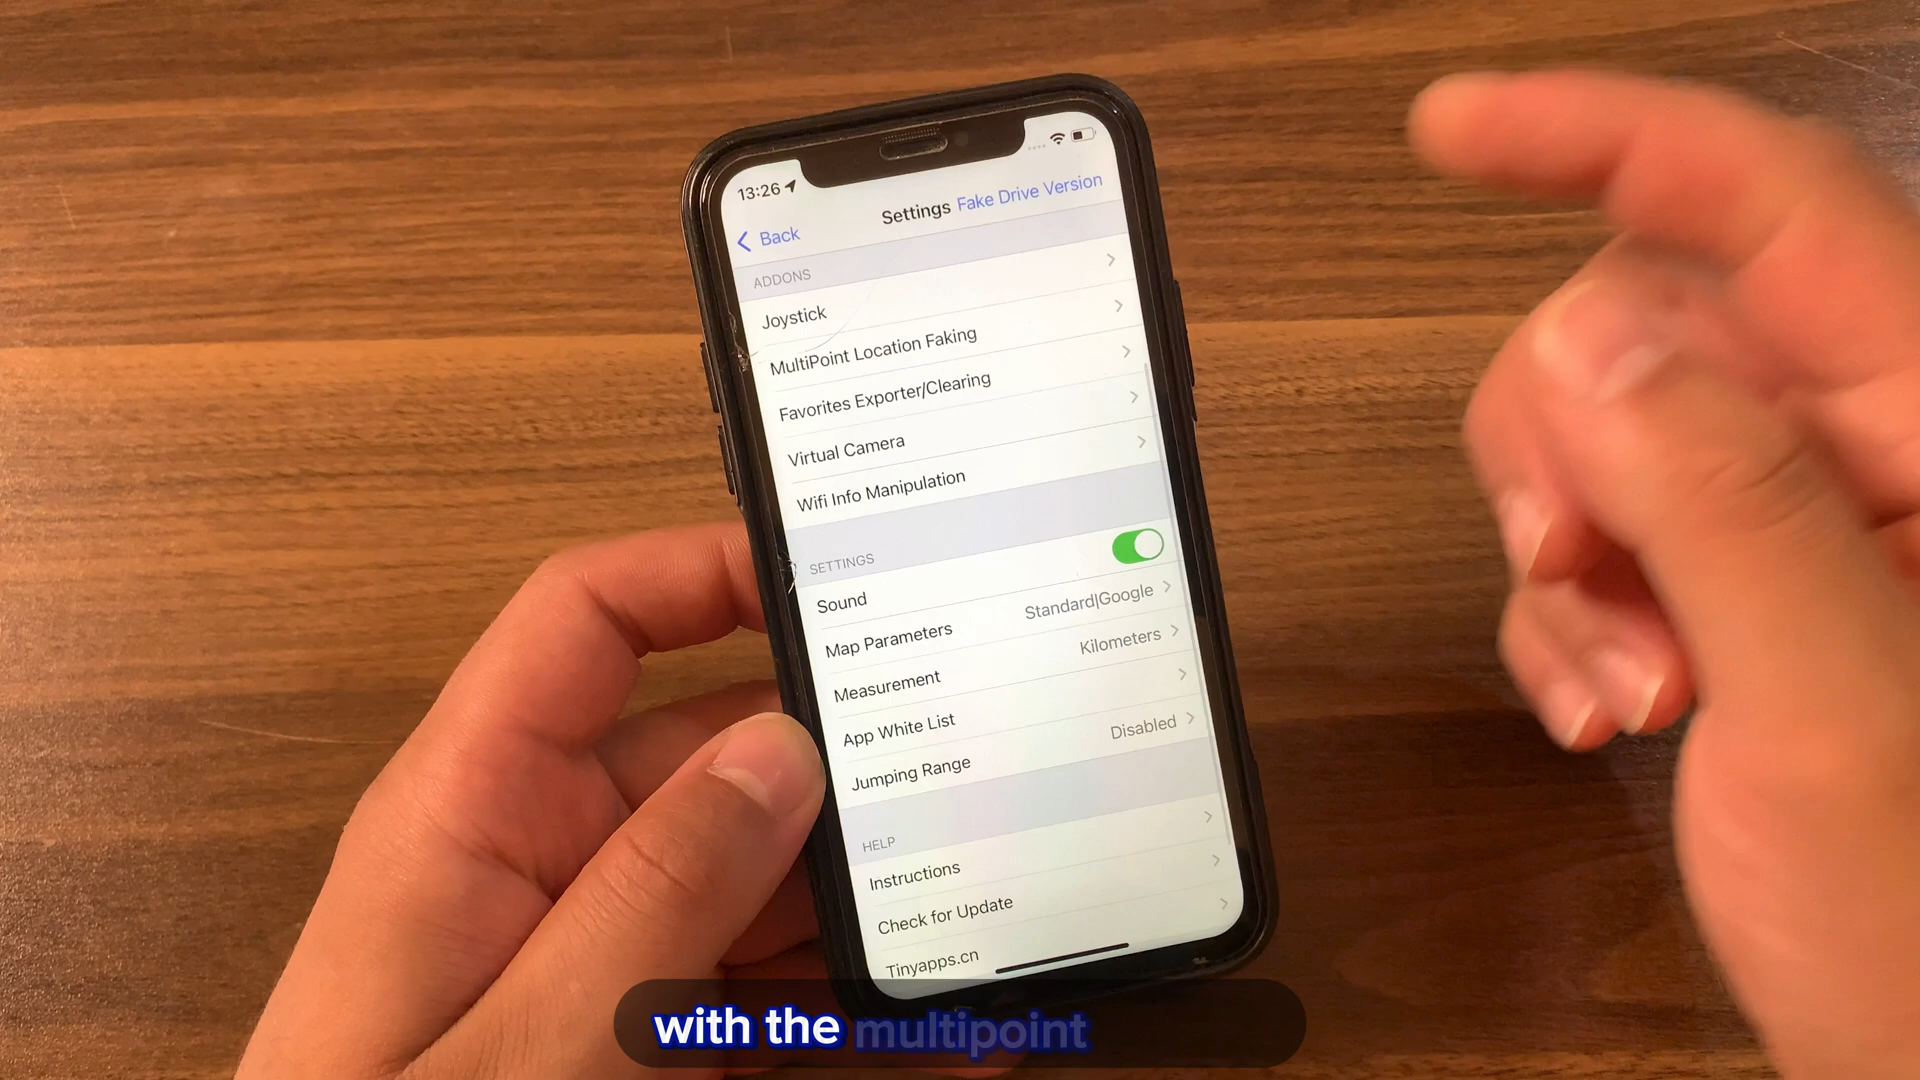 13:26
Back
Settings
Fake Drive Version
ADDONS
Joystick
MultiPoint Location Faking
Favorites Exporter/Clearing
Virtual Camera
Wifi Info Manipulation
SETTINGS
Sound
Map Parameters Standard|Google
Measurement Kilometers
App White List
Jumping Range Disabled
HELP
Instructions
Check for Update
Tinyapps.cn
with the multipoint